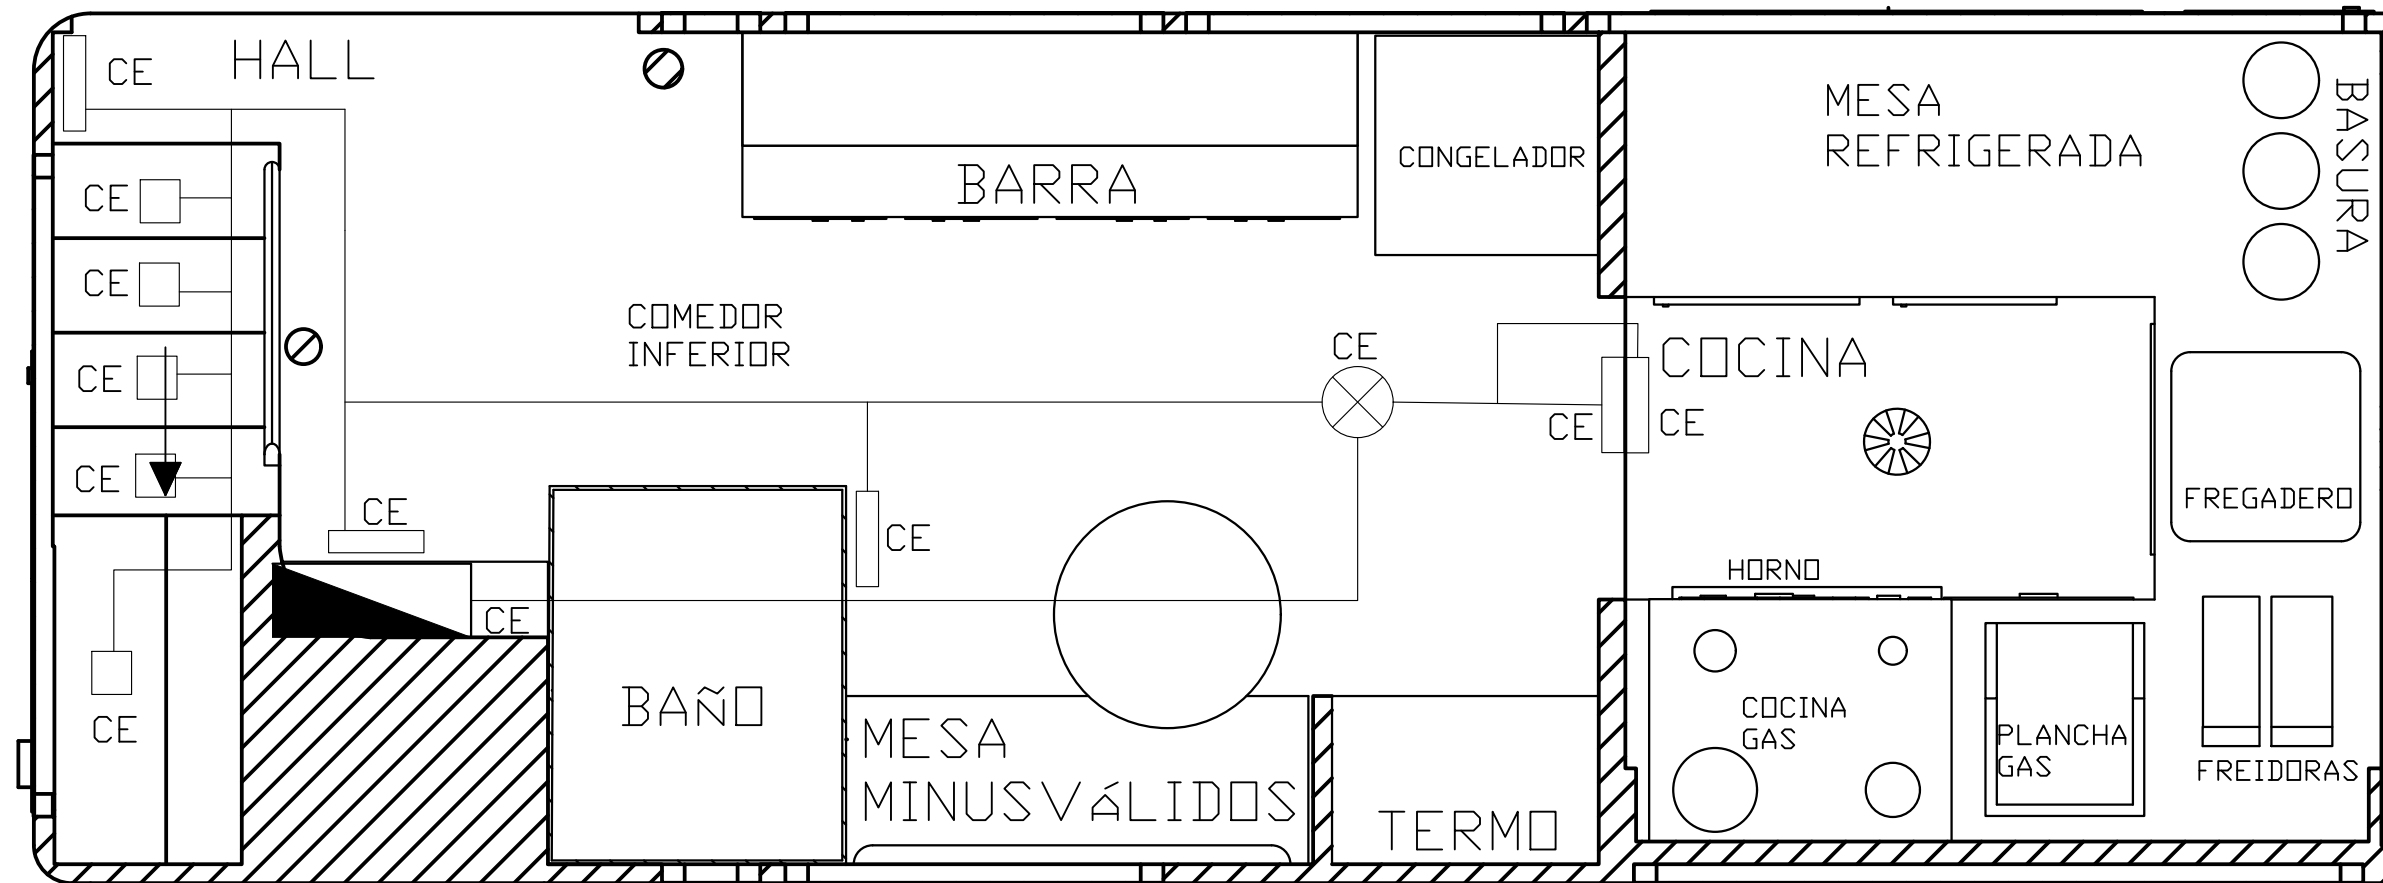 HALL
CE
CE
CE
CE
CE
CE
CE
CE
CE
COMEDOR
INFERIOR
BARRA
CONGELADOR
CE
CE
CE
COCINA
MESA
REFRIGERADA
BASURA
FREGADERO
HORNO
COCINA
GAS
PLANCHA
GAS
FREIDORAS
BAÑO
MESA
MINUSVáLIDOS
TERMO